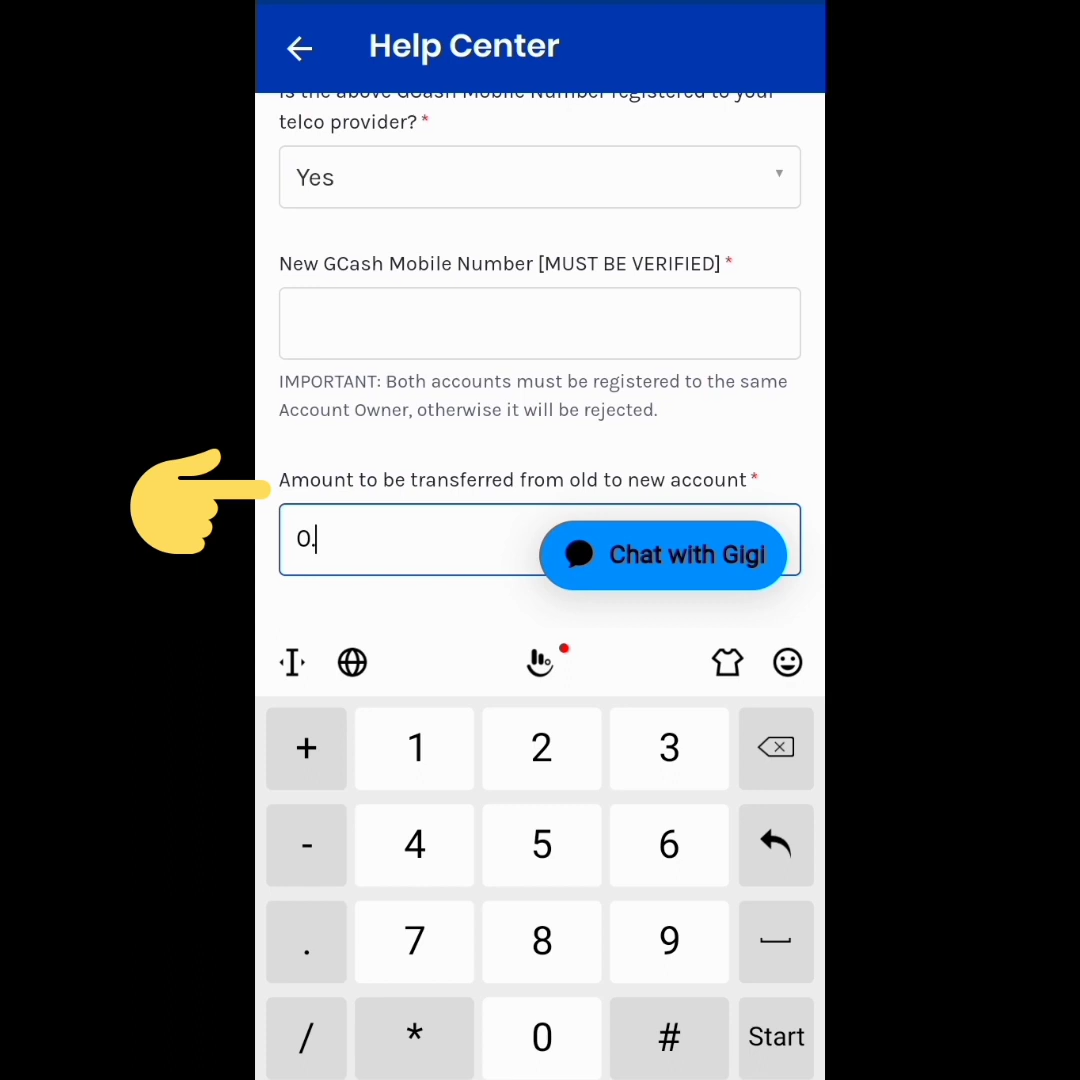 Help Center
Is the above GCash Mobile Number registered to your
telco provider? *
Yes
New GCash Mobile Number [MUST BE VERIFIED] *
IMPORTANT: Both accounts must be registered to the same
Account Owner, otherwise it will be rejected.
Amount to be transferred from old to new account *
0.
Chat with Gigi
+ 1 2 3
- 4 5 6
. 7 8 9
/ * 0 # Start